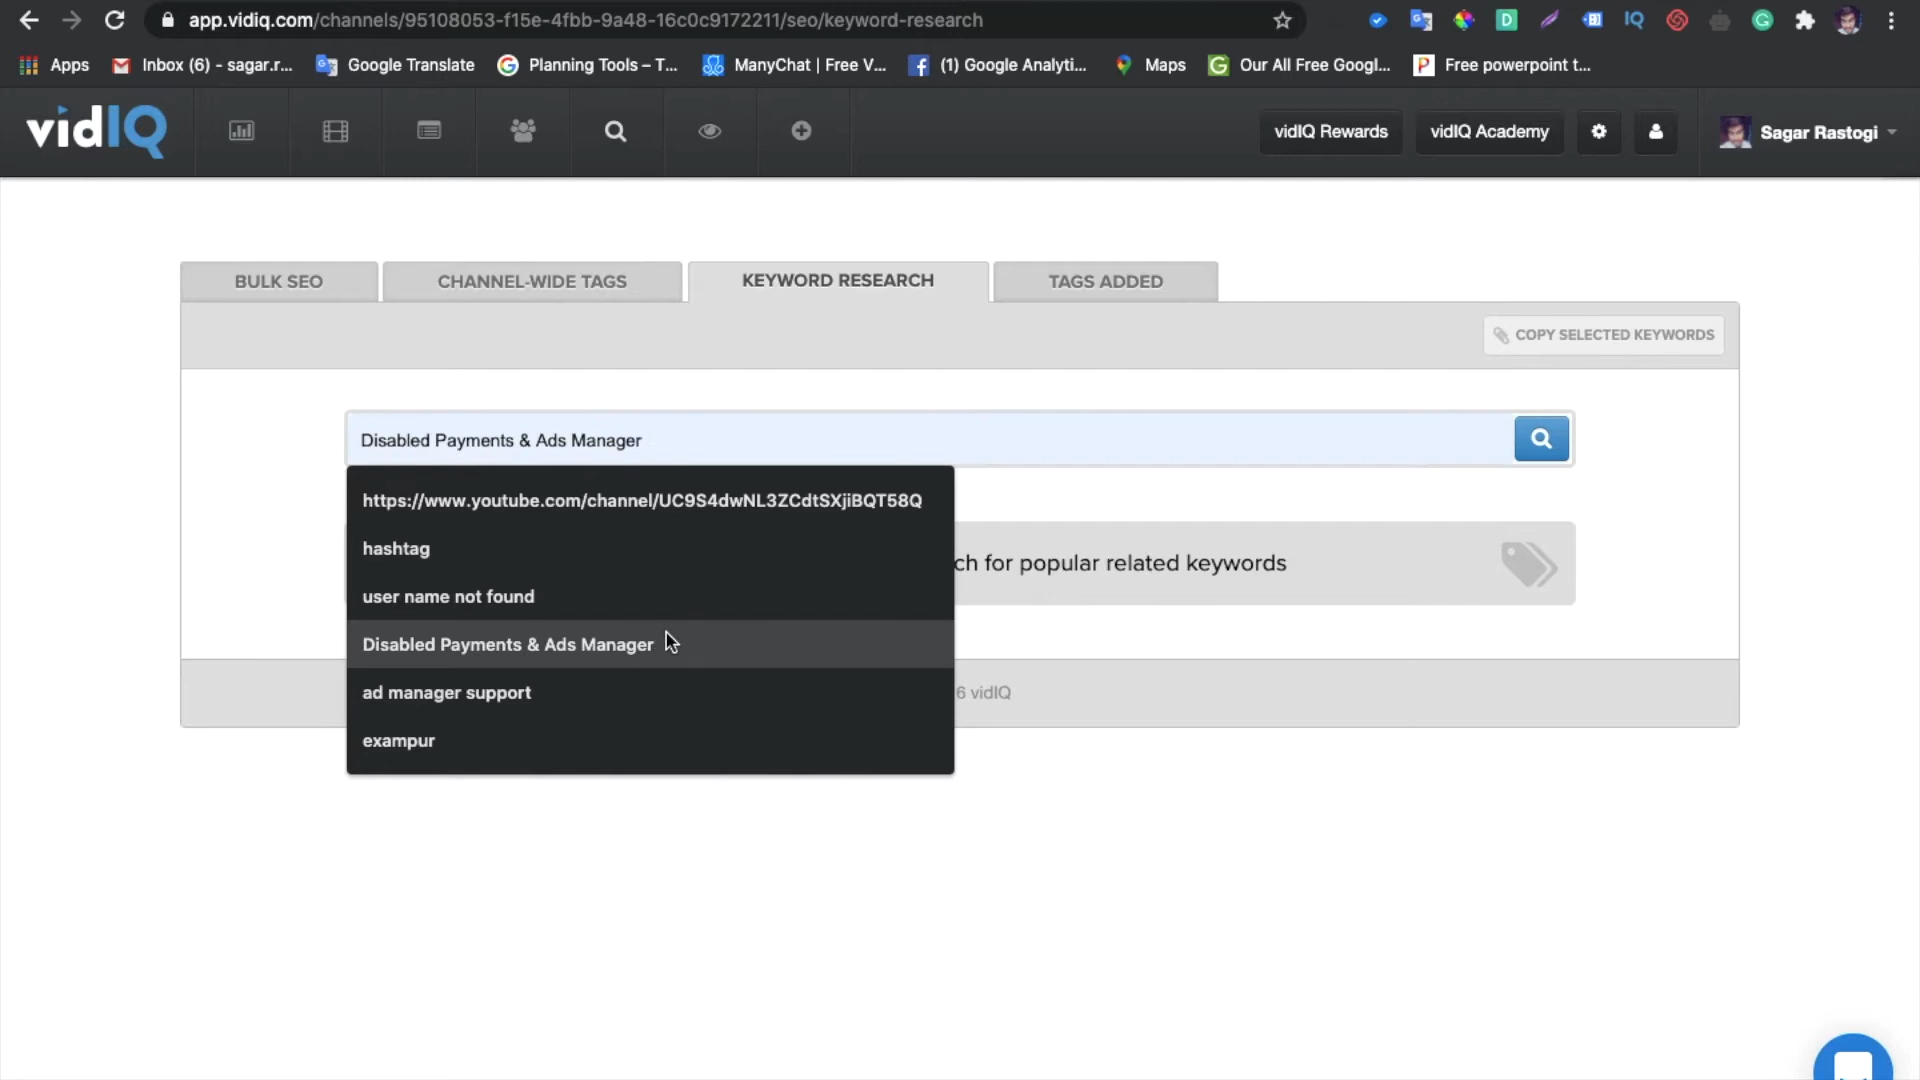 app.vidiq.com/channels/95108053-f15e-4fbb-9a48-16c0c9172211/seo/keyword-research
Apps Inbox (6) - sagar.r... Google Translate Planning Tools – T... ManyChat | Free V... (1) Google Analyti... Maps Our All Free Googl... Free powerpoint t...
vidIQ vidIQ Rewards vidIQ Academy Sagar Rastogi
BULK SEO CHANNEL-WIDE TAGS KEYWORD RESEARCH TAGS ADDED
COPY SELECTED KEYWORDS
Disabled Payments & Ads Manager
https://www.youtube.com/channel/UC9S4dwNL3ZCdtSXjiBQT58Q
hashtag
ch for popular related keywords
user name not found
Disabled Payments & Ads Manager
ad manager support
6 vidIQ
exampur